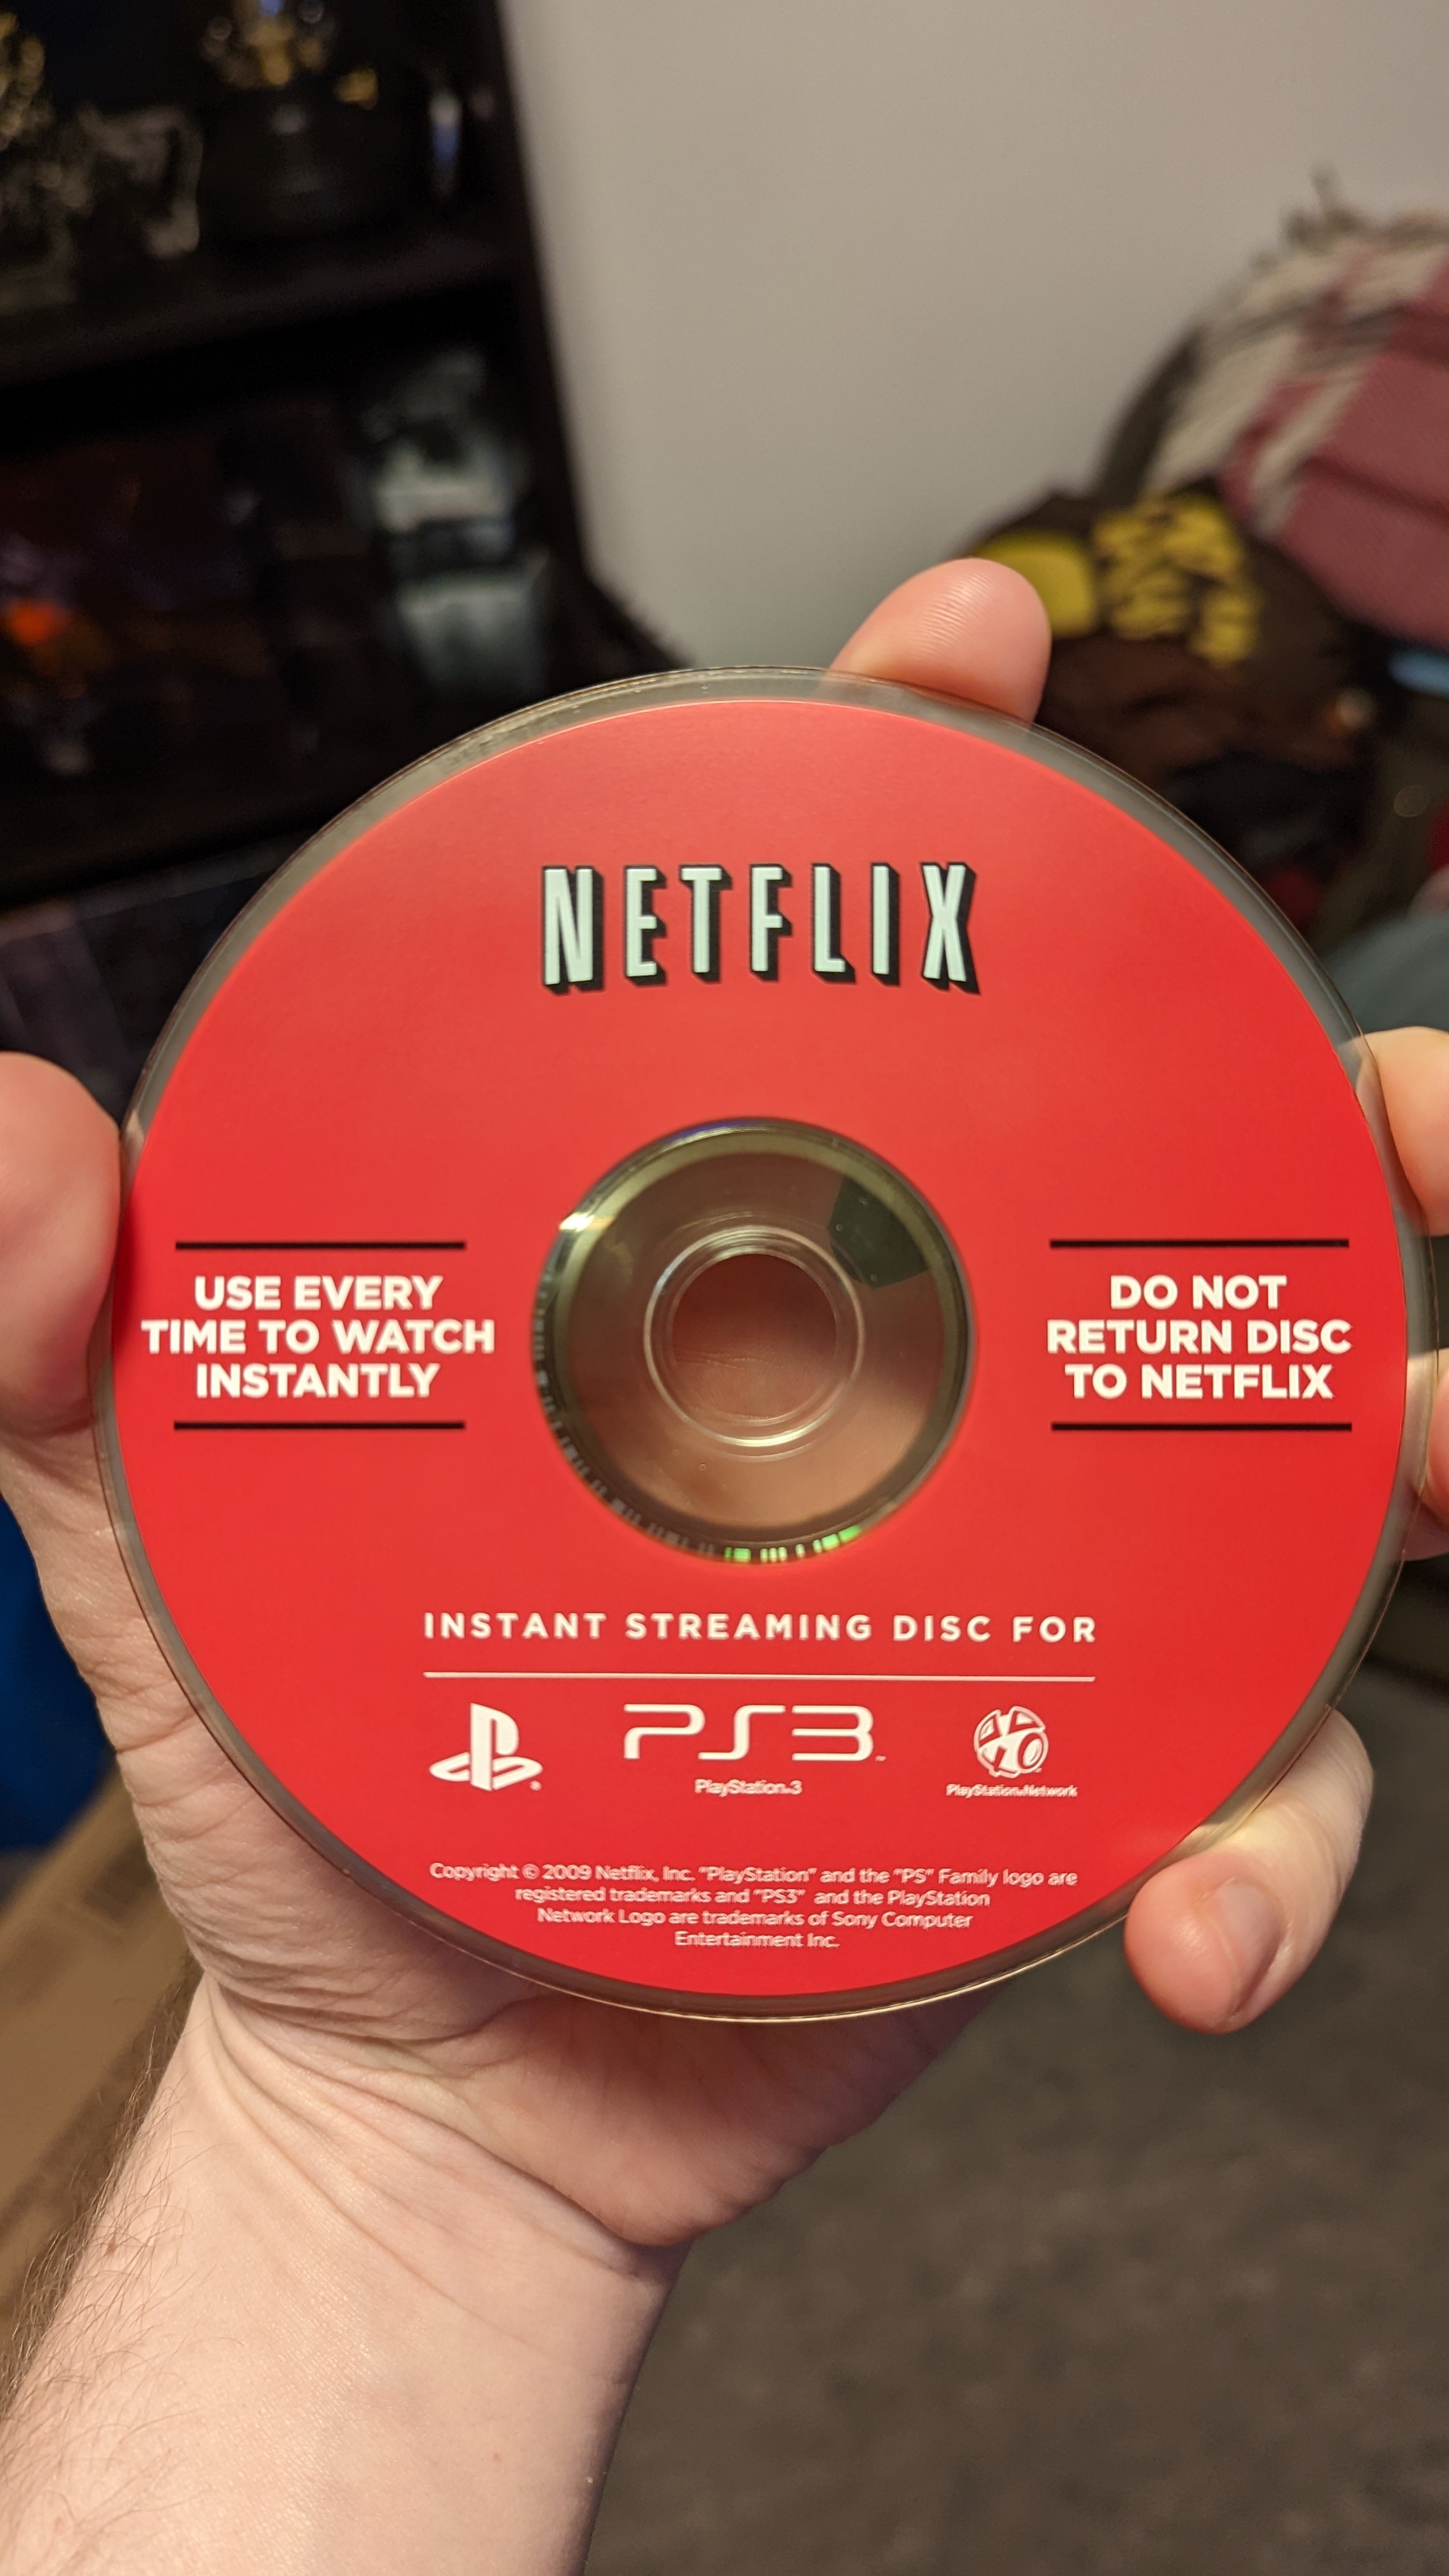 NETFLIX
USE EVERY
TIME TO WATCH
INSTANTLY
DO NOT
RETURN DISC
TO NETFLIX
INSTANT STREAMING DISC FOR
PS3™
PlayStation®3
PlayStation®Network
Copyright © 2009 Netflix, Inc. "PlayStation" and the "PS" Family logo are
registered trademarks and "PS3" and the PlayStation
Network Logo are trademarks of Sony Computer
Entertainment Inc.